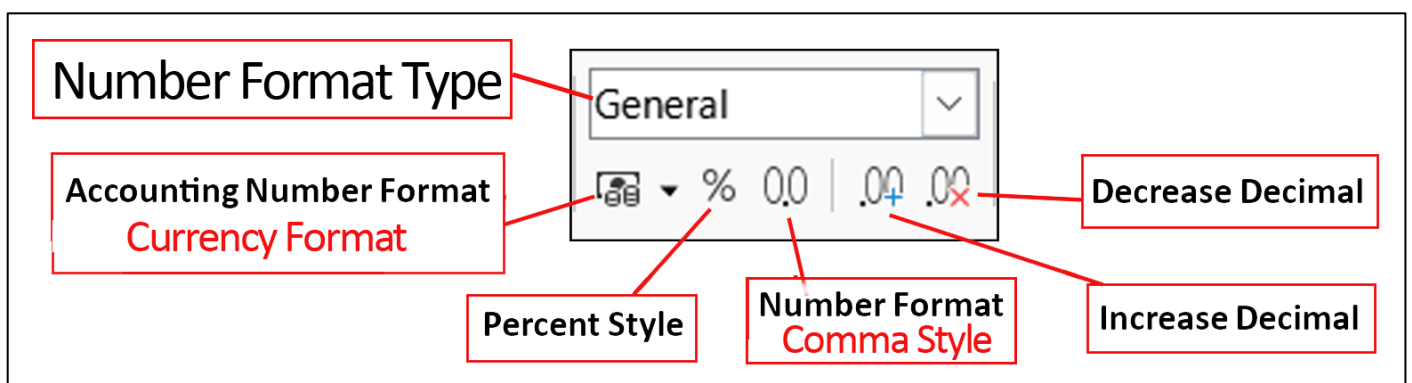 Number Format Type
General
Accounting Number Format
Currency Format
% 0.0 .00 .00
Decrease Decimal
Percent Style
Number Format
Comma Style
Increase Decimal